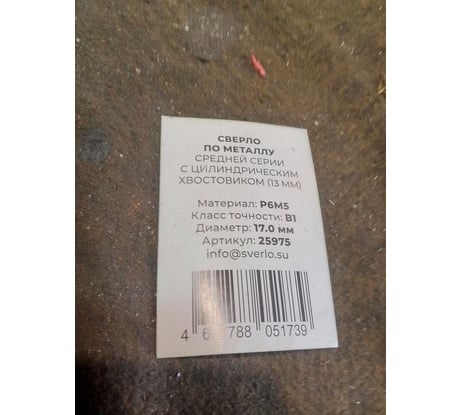 СВЕРЛО
ПО МЕТАЛЛУ
СРЕДНЕЙ СЕРИИ
С ЦИЛИНДРИЧЕСКИМ
ХВОСТОВИКОМ (13 ММ)
Материал: Р6М5
Класс точности: В1
Диаметр: 17.0 мм
Артикул: 25975
info@sverlo.su
4 788 051739